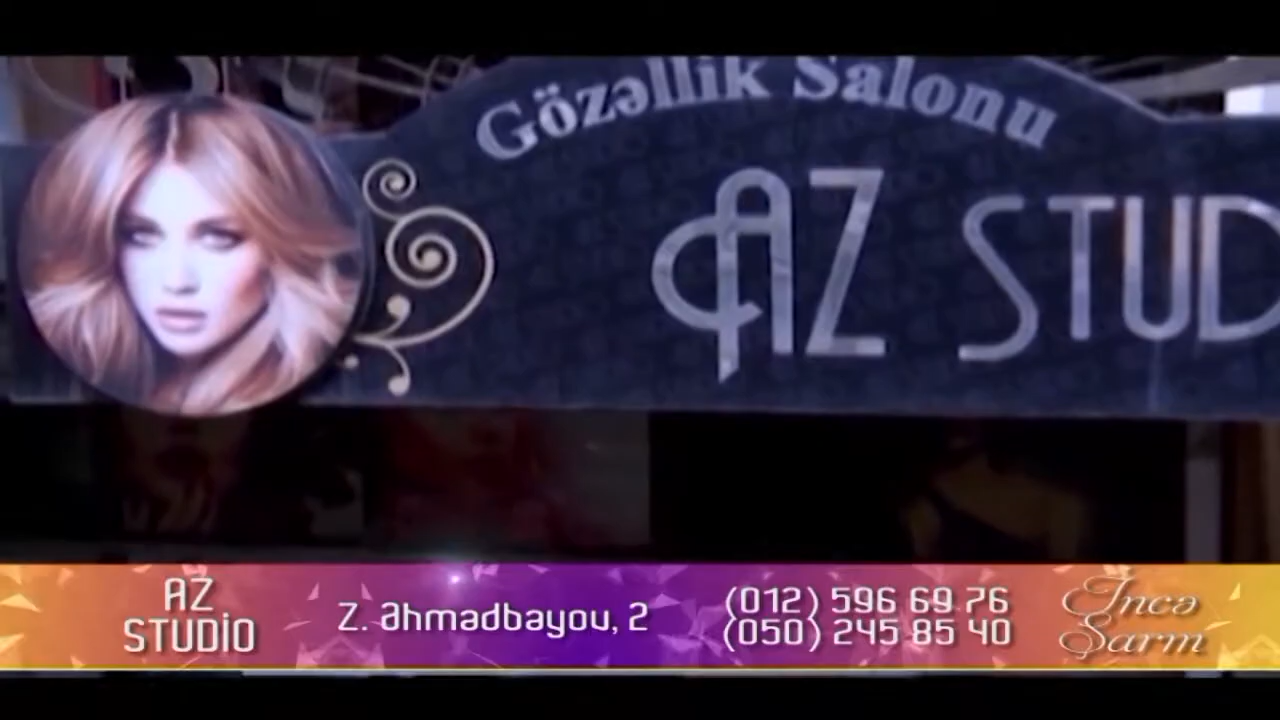 Gözəllik Salonu
AZ STUD
AZ
STUDİO
Z. Əhmadbayov, 2
(012) 596 69 76
(050) 245 85 40
İncə
Şarm